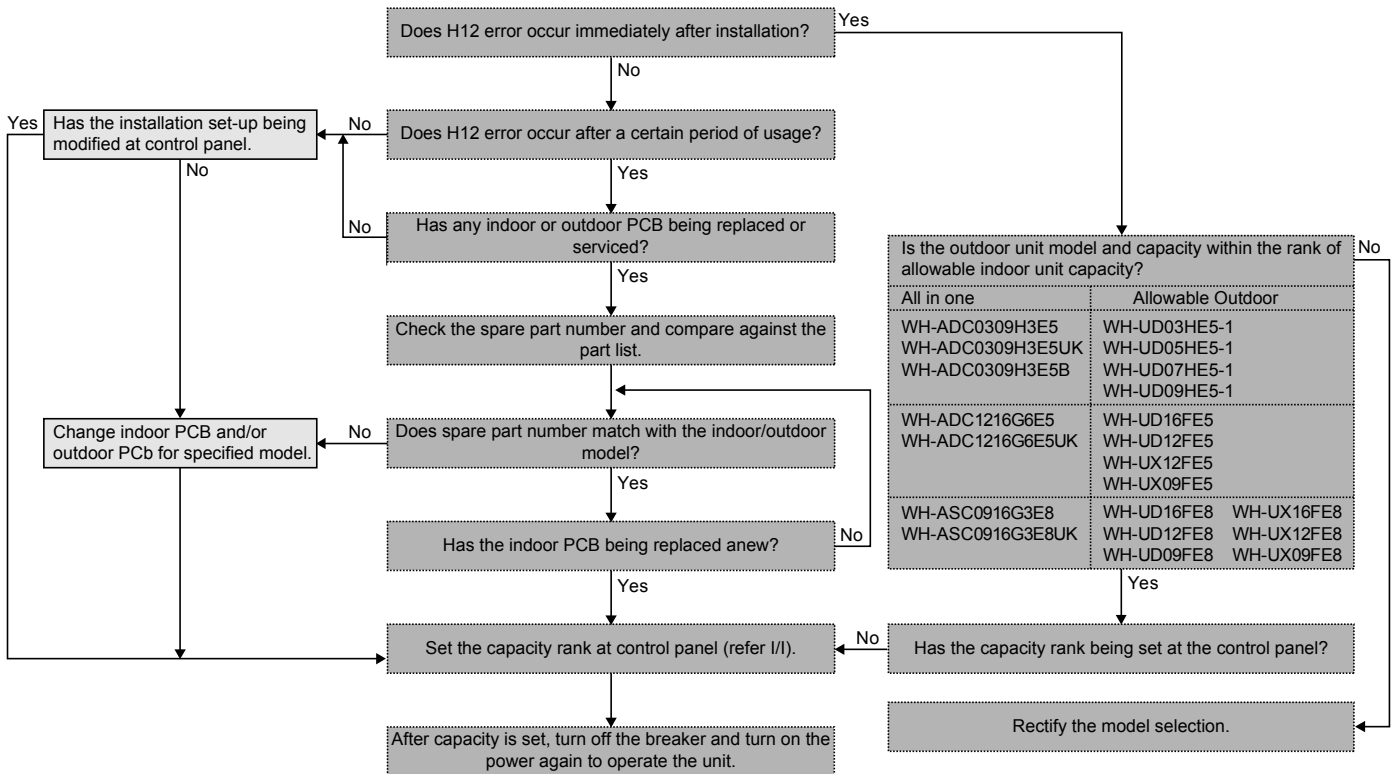 Does H12 error occur immediately after installation?
Yes
No
Yes
Has the installation set-up being
modified at control panel.
No
Does H12 error occur after a certain period of usage?
No
Yes
No
Has any indoor or outdoor PCB being replaced or
serviced?
Yes
Is the outdoor unit model and capacity within the rank of
allowable indoor unit capacity?
No
All in one
Allowable Outdoor
WH-ADC0309H3E5
WH-ADC0309H3E5UK
WH-ADC0309H3E5B
WH-UD03HE5-1
WH-UD05HE5-1
WH-UD07HE5-1
WH-UD09HE5-1
WH-ADC1216G6E5
WH-ADC1216G6E5UK
WH-UD16FE5
WH-UD12FE5
WH-UX12FE5
WH-UX09FE5
WH-ASC0916G3E8
WH-ASC0916G3E8UK
WH-UD16FE8 WH-UX16FE8
WH-UD12FE8 WH-UX12FE8
WH-UD09FE8 WH-UX09FE8
Yes
Check the spare part number and compare against the
part list.
Change indoor PCB and/or
outdoor PCb for specified model.
No
Does spare part number match with the indoor/outdoor
model?
Yes
Has the indoor PCB being replaced anew?
No
Yes
Set the capacity rank at control panel (refer I/I).
No
Has the capacity rank being set at the control panel?
Rectify the model selection.
After capacity is set, turn off the breaker and turn on the
power again to operate the unit.